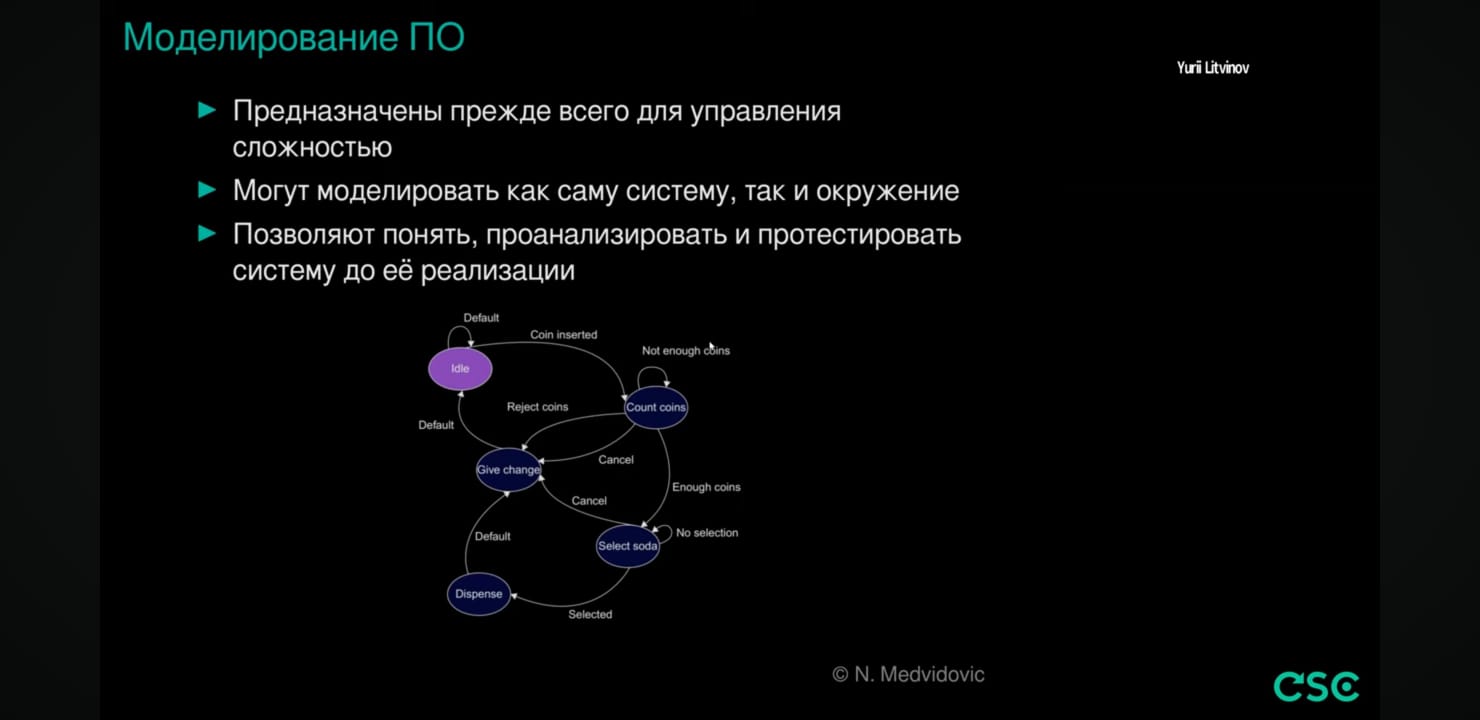 Моделирование ПО
Yurii Litvinov
Предназначены прежде всего для управления
сложностью
Могут моделировать как саму систему, так и окружение
Позволяют понять, проанализировать и протестировать
систему до её реализации
Default
Coin inserted
Not enough coins
Idle
Count coins
Reject coins
Default
Cancel
Give change
Enough coins
Cancel
No selection
Default
Select soda
Dispense
Selected
© N. Medvidovic
CSC